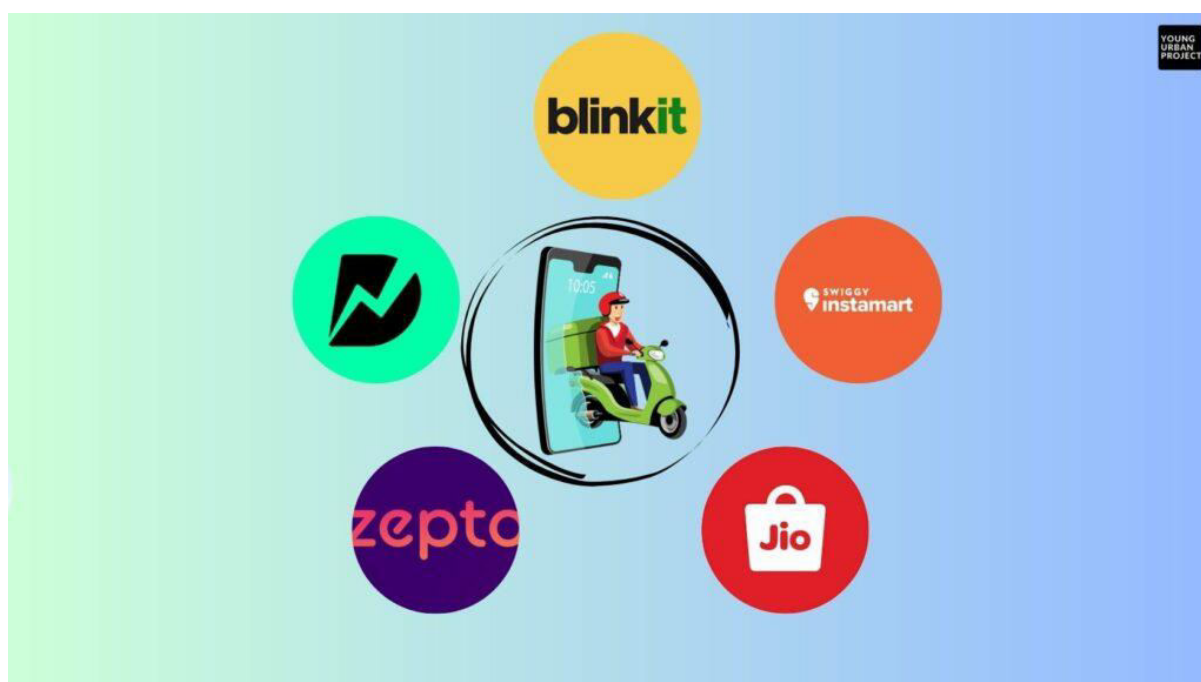 YOUNG
URBAN
PROJECT
blinkit
SWIGGY
instamart
10:05
zepto
Jio